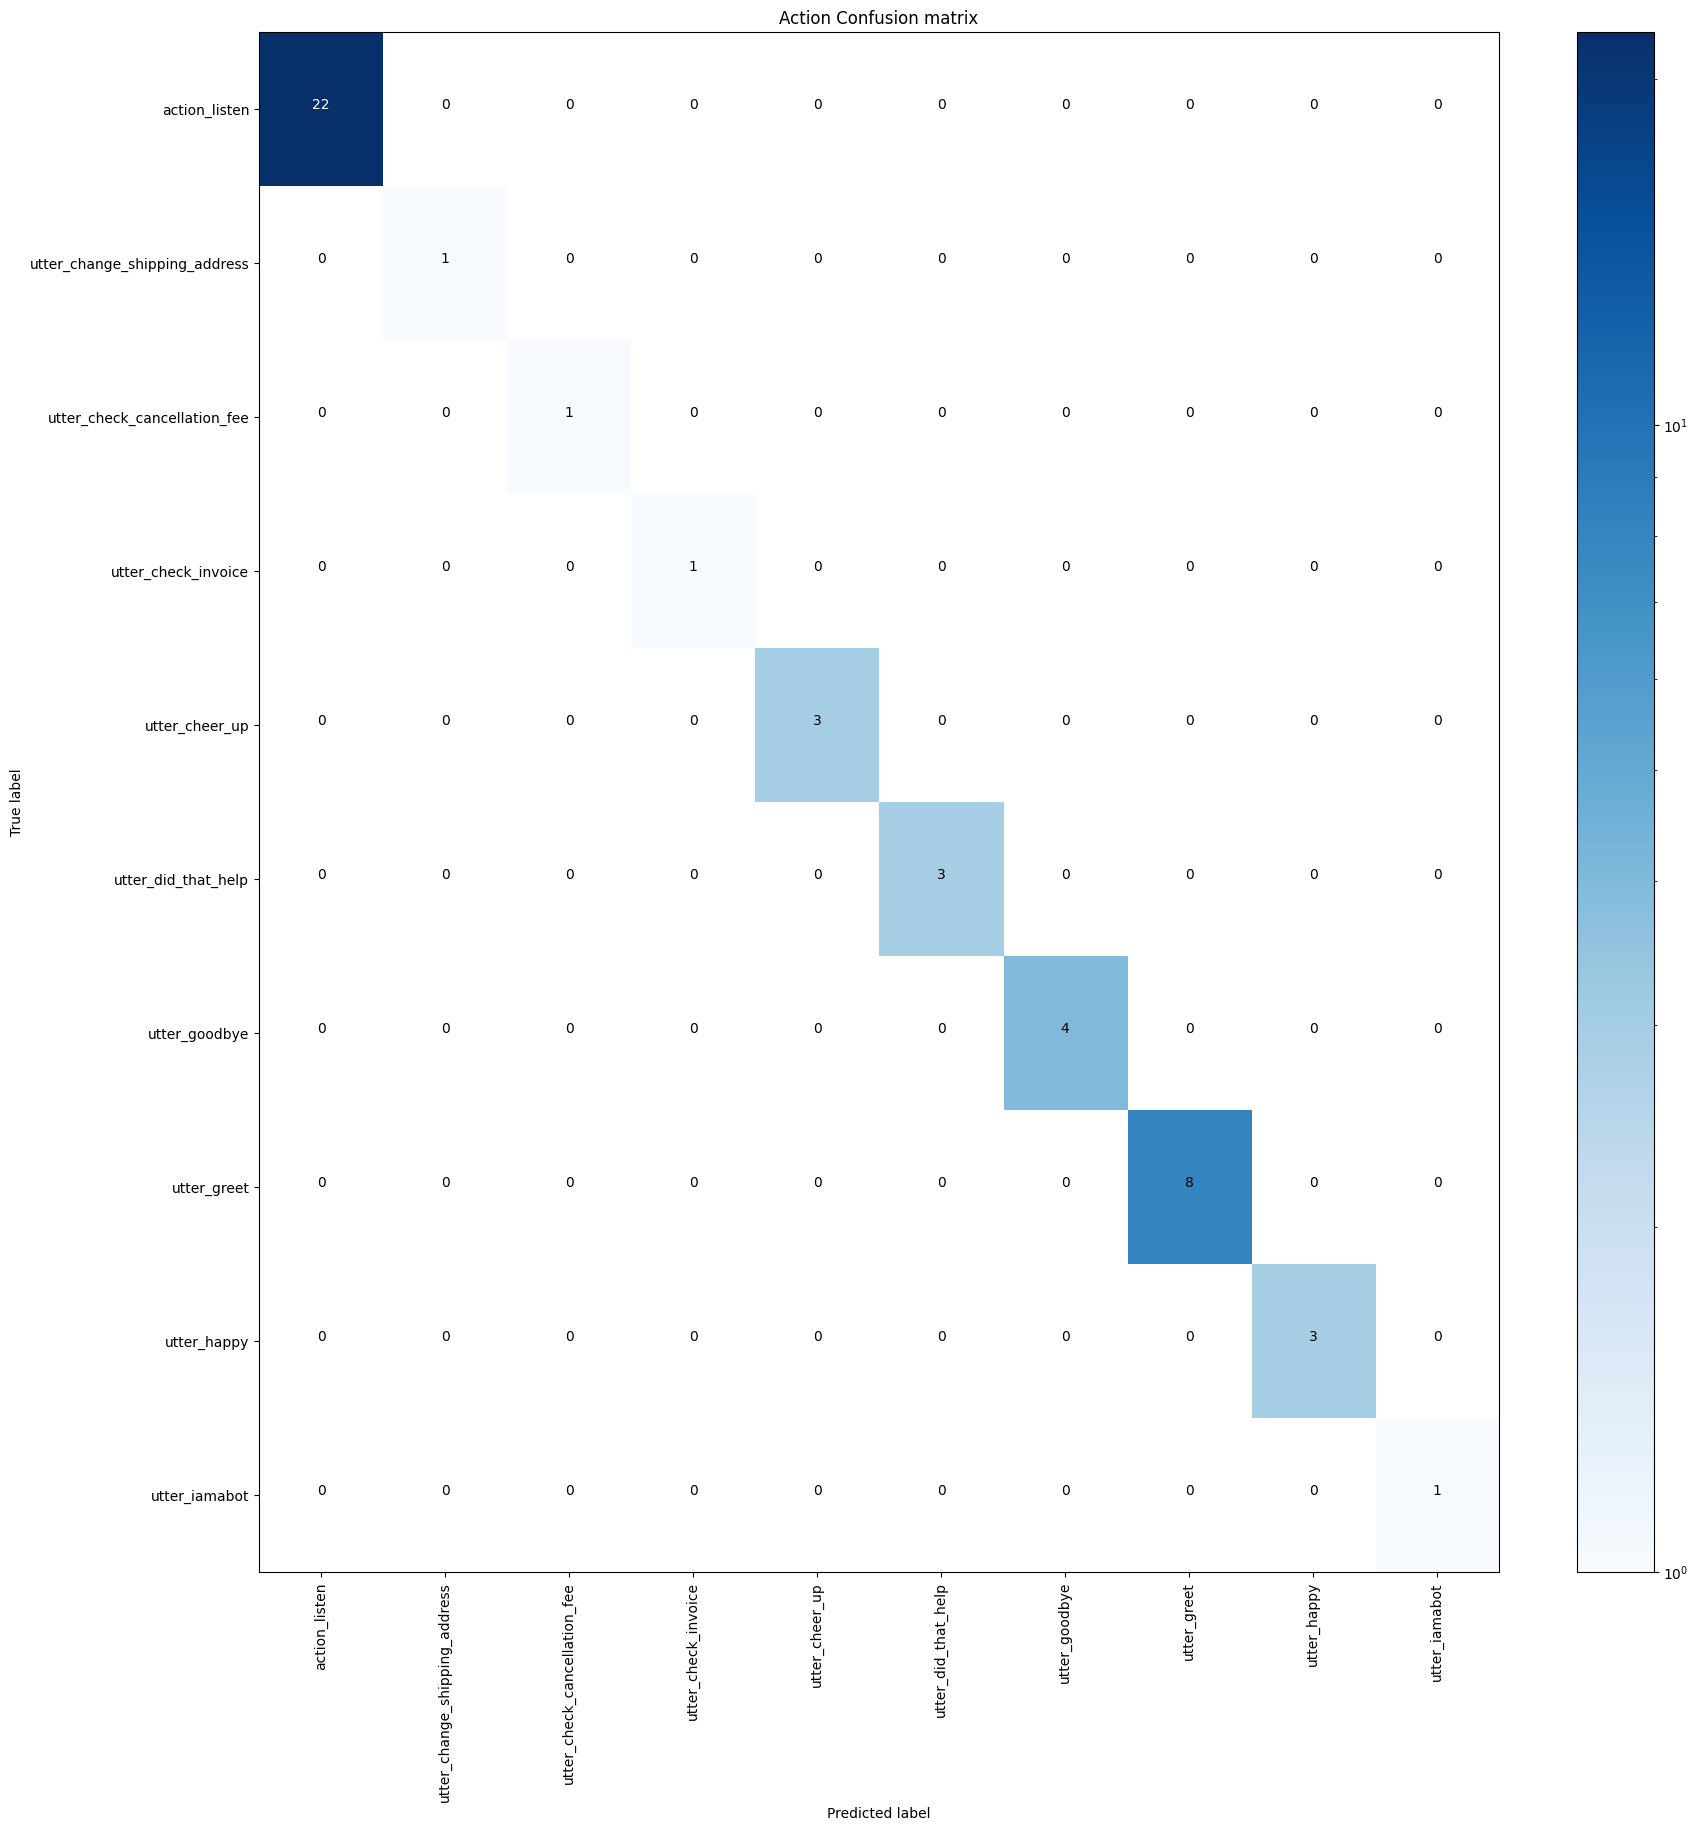 Action Confusion matrix
action_listen 22 0 0 0 0 0 0 0 0 0
utter_change_shipping_address 0 1 0 0 0 0 0 0 0 0
utter_check_cancellation_fee 0 0 1 0 0 0 0 0 0 0
10¹
utter_check_invoice 0 0 0 1 0 0 0 0 0 0
utter_cheer_up 0 0 0 0 3 0 0 0 0 0
True label
utter_did_that_help 0 0 0 0 0 3 0 0 0 0
utter_goodbye 0 0 0 0 0 0 4 0 0 0
utter_greet 0 0 0 0 0 0 0 8 0 0
utter_happy 0 0 0 0 0 0 0 0 3 0
utter_iamabot 0 0 0 0 0 0 0 0 0 1
10⁰
action_listen
utter_change_shipping_address
utter_check_cancellation_fee
utter_check_invoice
utter_cheer_up
utter_did_that_help
utter_goodbye
utter_greet
utter_happy
utter_iamabot
Predicted label